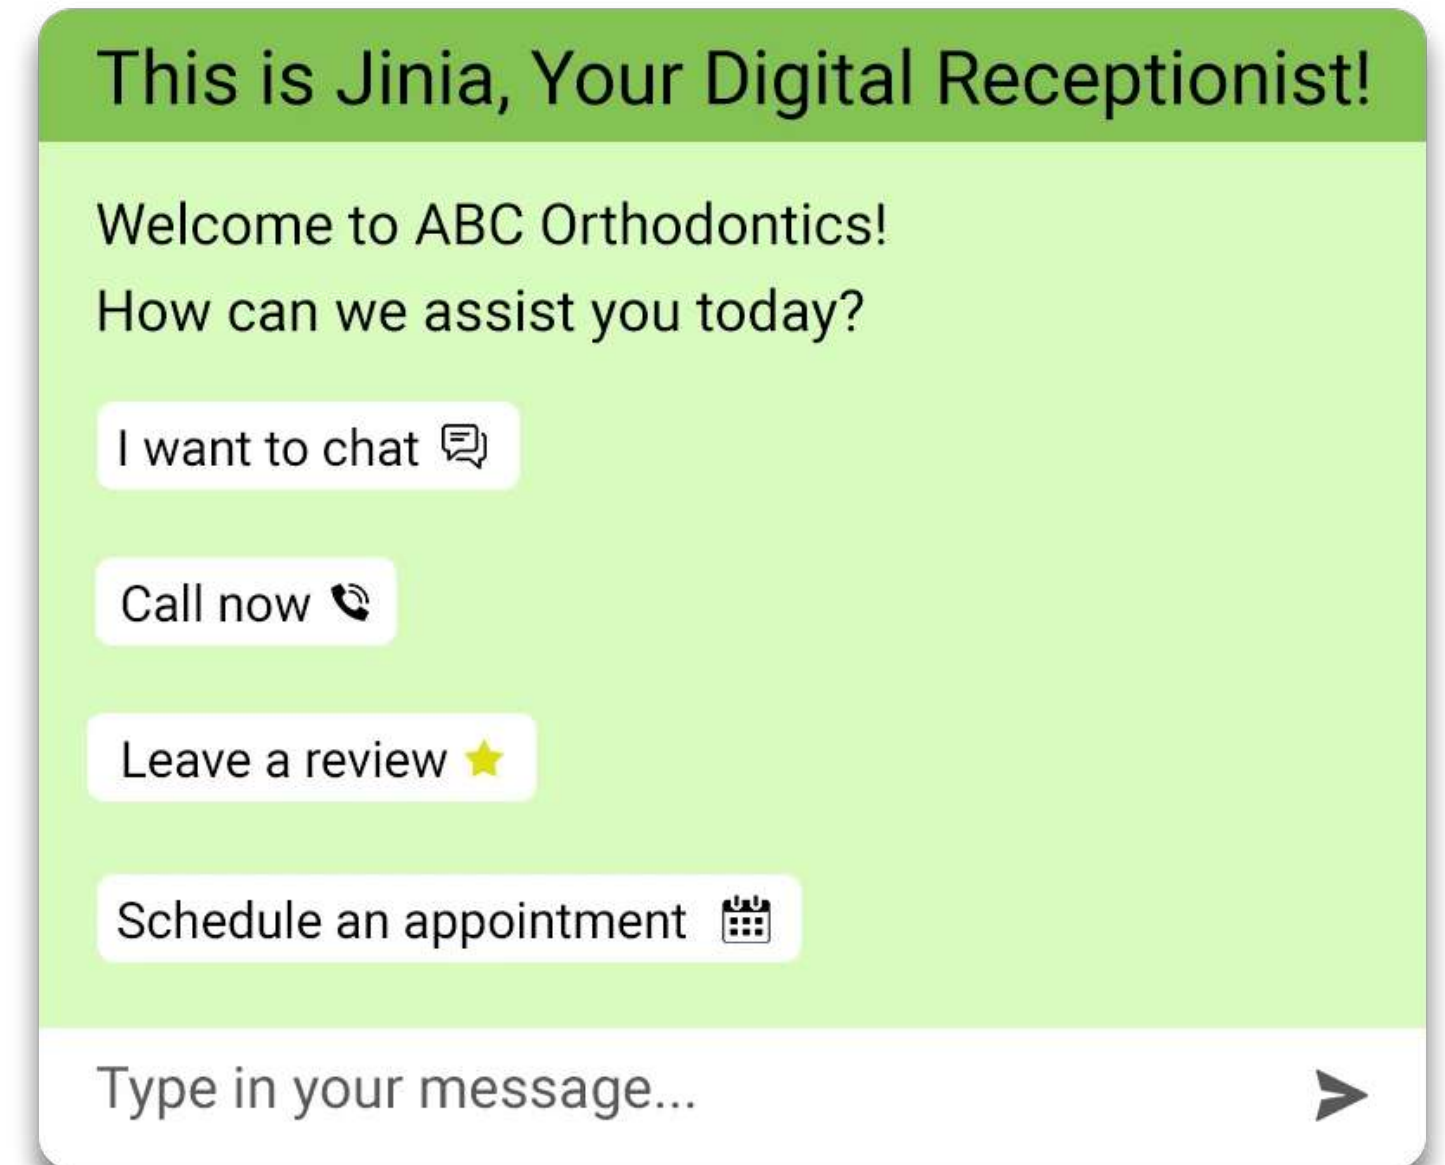 This is Jinia, Your Digital Receptionist!
Welcome to ABC Orthodontics!
How can we assist you today?
I want to chat
Call now
Leave a review
Schedule an appointment
Type in your message...